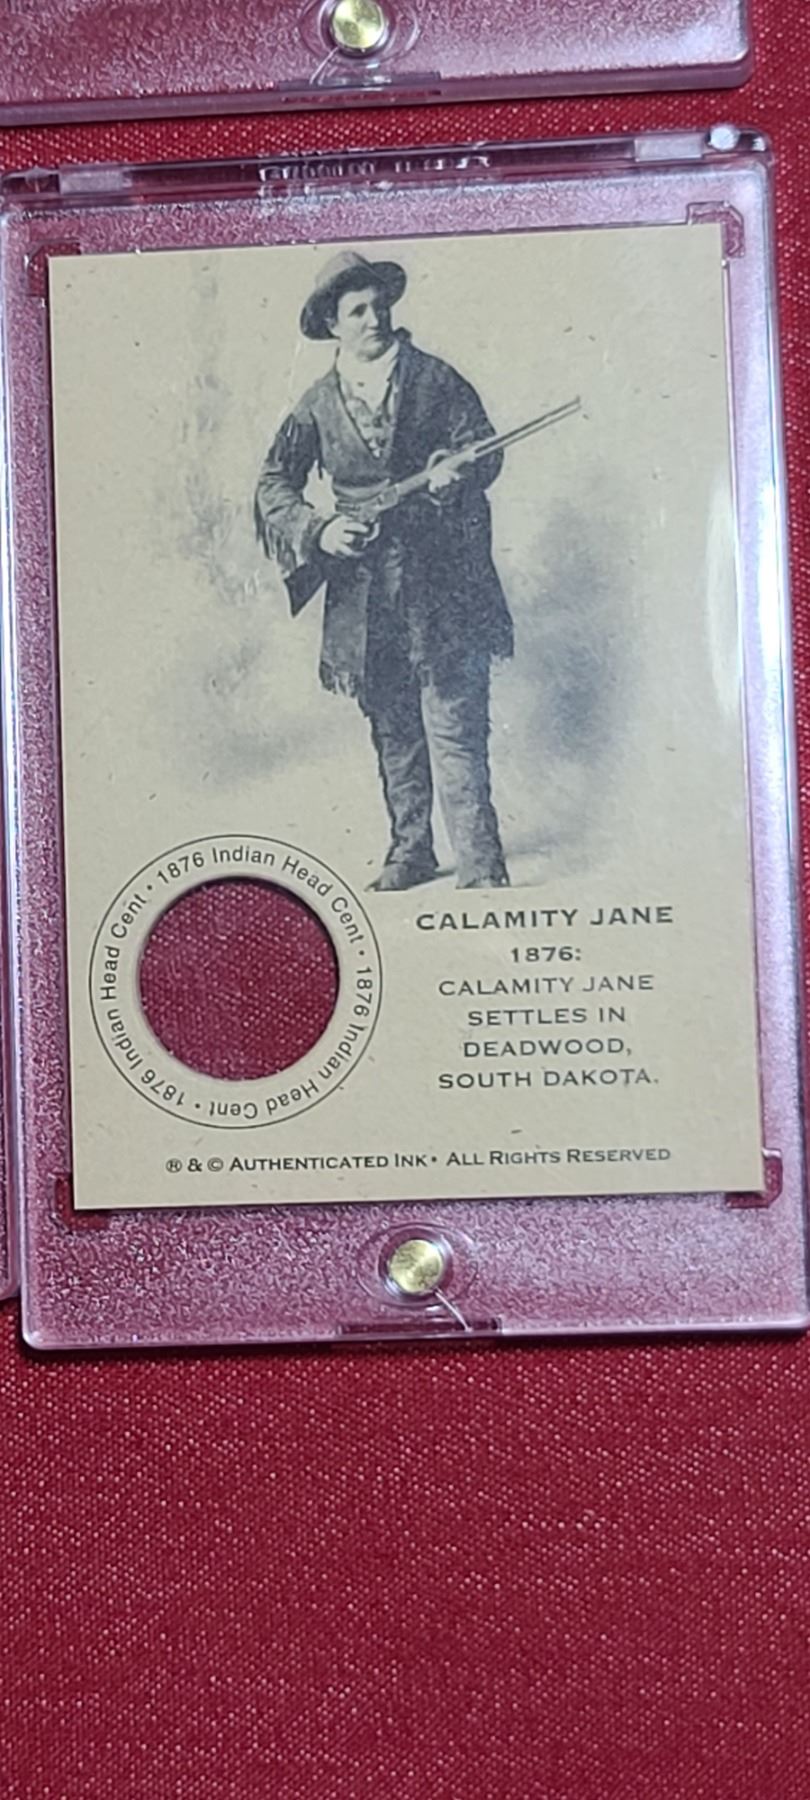 1876 Indian Head Cent • 1876 Indian Head Cent • 1876 Indian Head Cent •
CALAMITY JANE
1876:
CALAMITY JANE
SETTLES IN
DEADWOOD,
SOUTH DAKOTA.
® & © AUTHENTICATED INK • ALL RIGHTS RESERVED